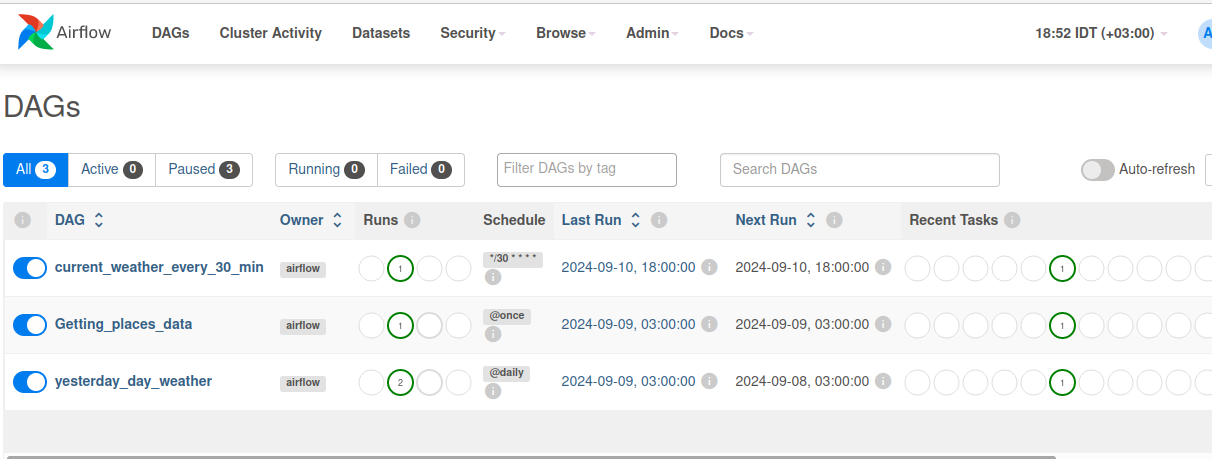 Airflow DAGs Cluster Activity Datasets Security Browse Admin Docs 18:52 IDT (+03:00) A
DAGs
All 3 Active 0 Paused 3 Running 0 Failed 0 Filter DAGs by tag Search DAGs Auto-refresh
i DAG Owner Runs i Schedule Last Run i Next Run i Recent Tasks i
current_weather_every_30_min airflow 1 */30 * * * * i 2024-09-10, 18:00:00 i 2024-09-10, 18:00:00 i 1
Getting_places_data airflow 1 @once i 2024-09-09, 03:00:00 i 2024-09-09, 03:00:00 i 1
yesterday_day_weather airflow 2 @daily i 2024-09-09, 03:00:00 i 2024-09-08, 03:00:00 i 1